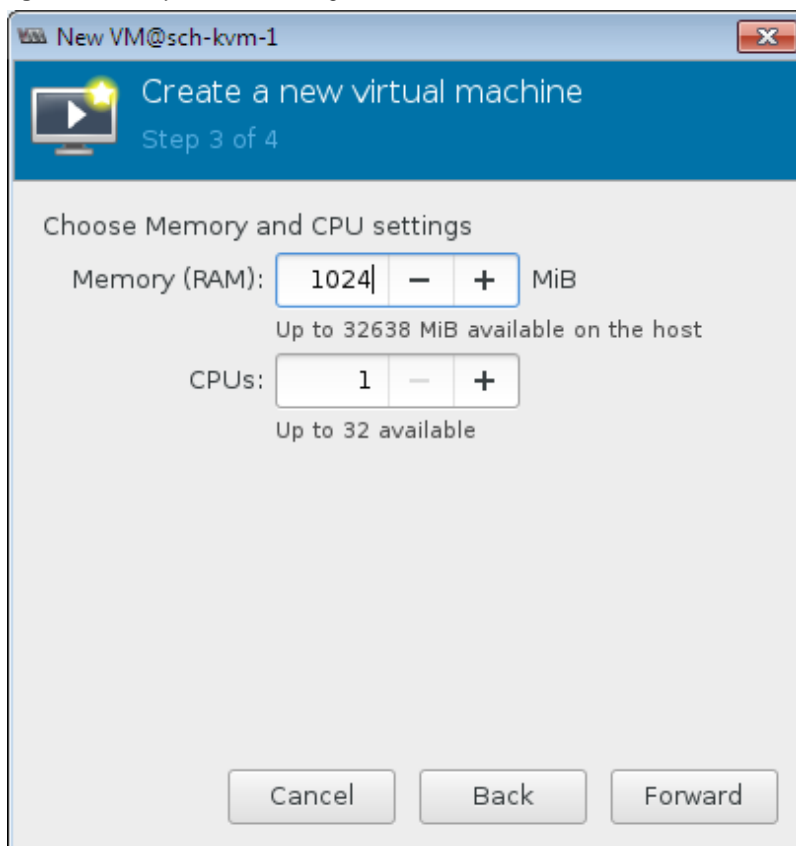 New VM@sch-kvm-1
Create a new virtual machine
Step 3 of 4
Choose Memory and CPU settings
Memory (RAM): 1024 − + MiB
Up to 32638 MiB available on the host
CPUs: 1 − +
Up to 32 available
Cancel Back Forward